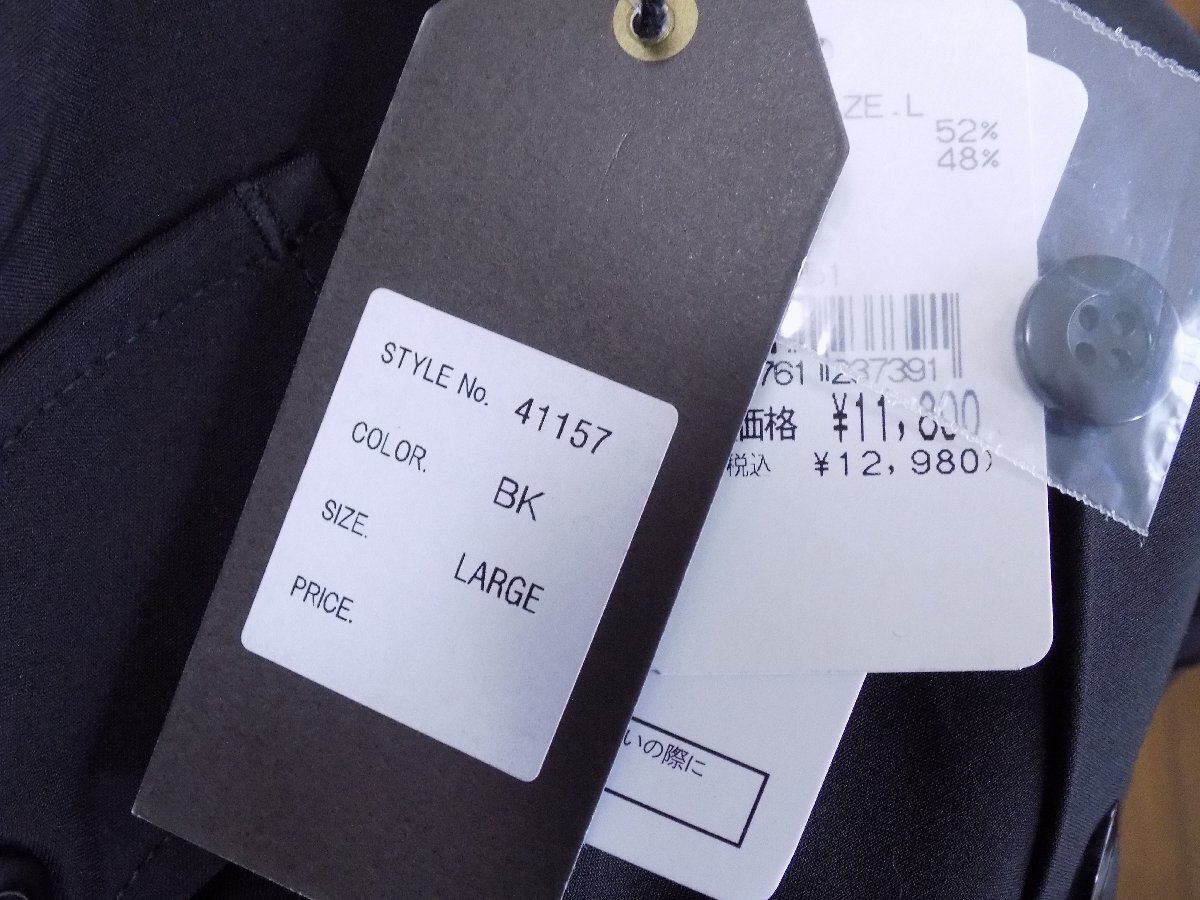 STYLE No. 41157
COLOR. BK
SIZE. LARGE
PRICE.
ZE.L
52%
48%
51
761 237391
価格 ¥11,800
税込 ¥12,980)
いの際に